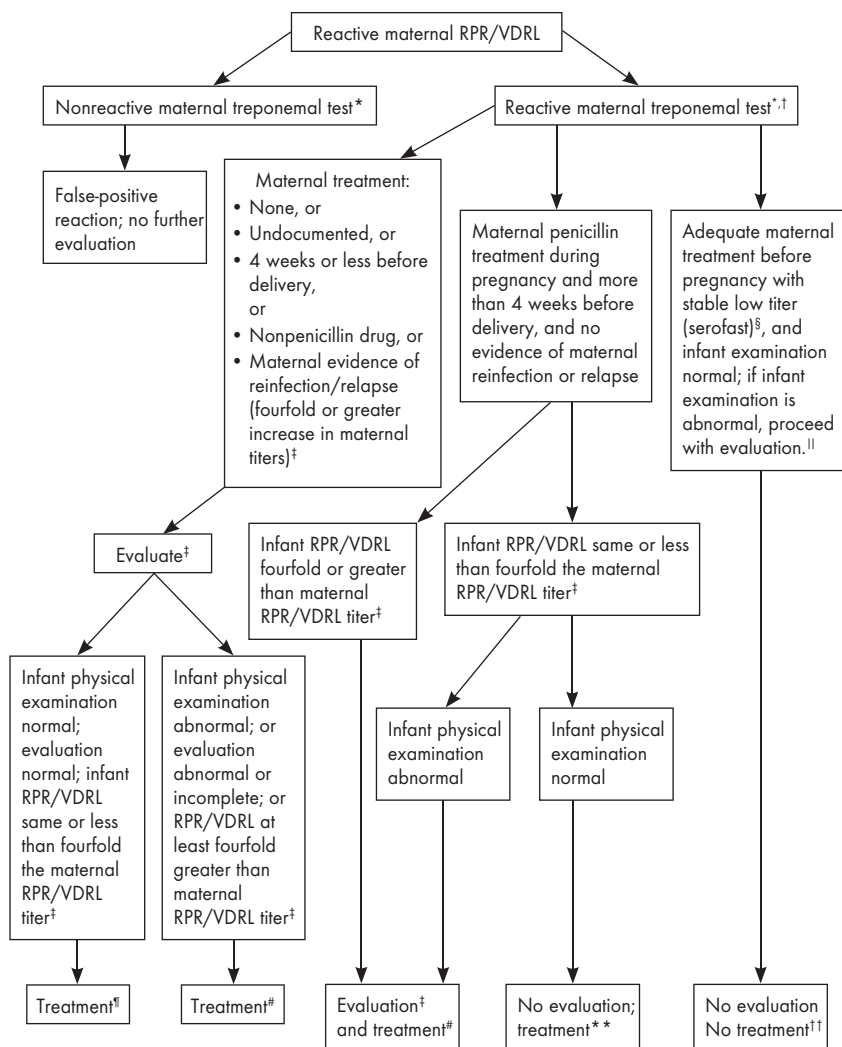 Reactive maternal RPR/VDRL
Nonreactive maternal treponemal test*
Reactive maternal treponemal test*,†
False-positive
reaction; no further
evaluation
Maternal treatment:
• None, or
• Undocumented, or
• 4 weeks or less before
delivery,
or
• Nonpenicillin drug, or
• Maternal evidence of
reinfection/relapse
(fourfold or greater
increase in maternal
titers)‡
Maternal penicillin
treatment during
pregnancy and more
than 4 weeks before
delivery, and no
evidence of maternal
reinfection or relapse
Adequate maternal
treatment before
pregnancy with
stable low titer
(serofast)§, and
infant examination
normal; if infant
examination is
abnormal, proceed
with evaluation.||
Evaluate‡
Infant RPR/VDRL
fourfold or greater
than maternal
RPR/VDRL titer‡
Infant RPR/VDRL same or less
than fourfold the maternal
RPR/VDRL titer‡
Infant physical
examination
normal;
evaluation
normal; infant
RPR/VDRL
same or less
than fourfold
the maternal
RPR/VDRL
titer‡
Infant physical
examination
abnormal; or
evaluation
abnormal or
incomplete; or
RPR/VDRL at
least fourfold
greater than
maternal
RPR/VDRL titer‡
Infant physical
examination
abnormal
Infant physical
examination
normal
Treatment¶
Treatment#
Evaluation‡
and treatment#
No evaluation;
treatment**
No evaluation
No treatment††